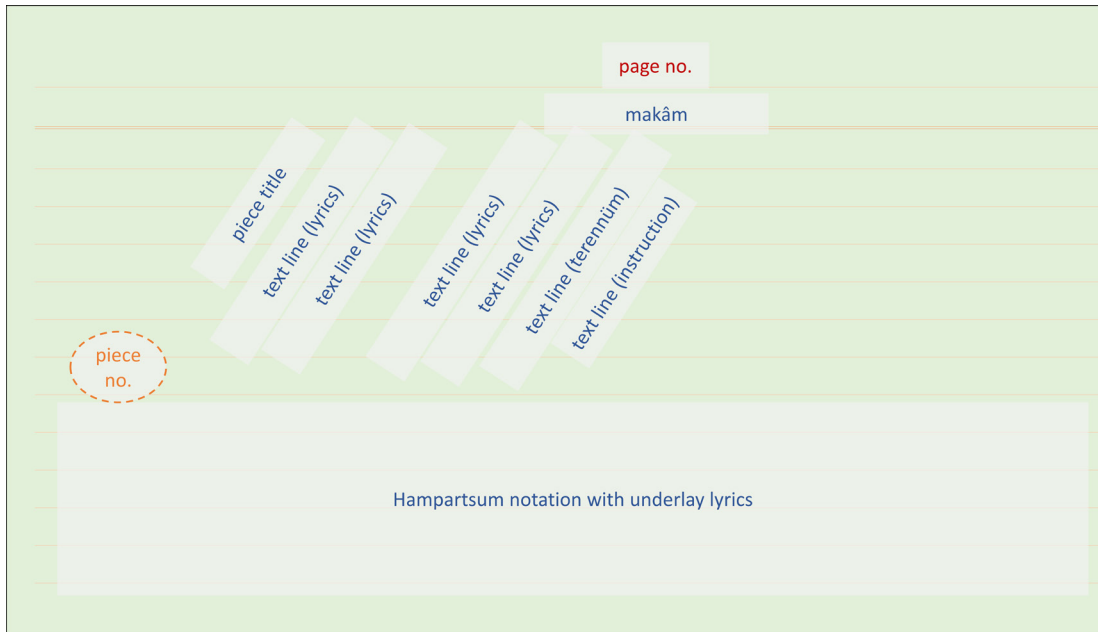 page no.
makâm
piece title
text line (lyrics)
text line (lyrics)
text line (lyrics)
text line (lyrics)
text line (terennüm)
text line (instruction)
piece
no.
Hampartsum notation with underlay lyrics